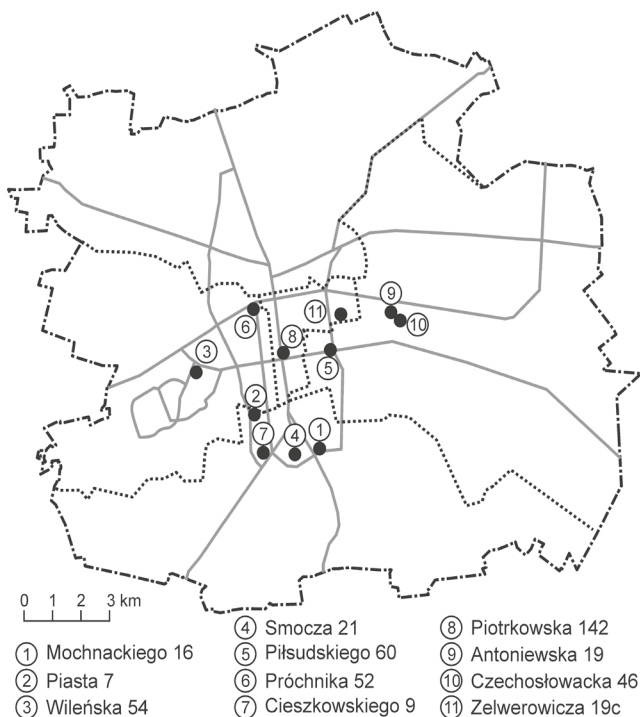 9
11
10
6
8
3
5
2
1
7
4
0 1 2 3 km
1 Mochnackiego 16
2 Piasta 7
3 Wileńska 54
4 Smocza 21
5 Piłsudskiego 60
6 Próchnika 52
7 Cieszkowskiego 9
8 Piotrkowska 142
9 Antoniewska 19
10 Czechosłowacka 46
11 Zelwerowicza 19c